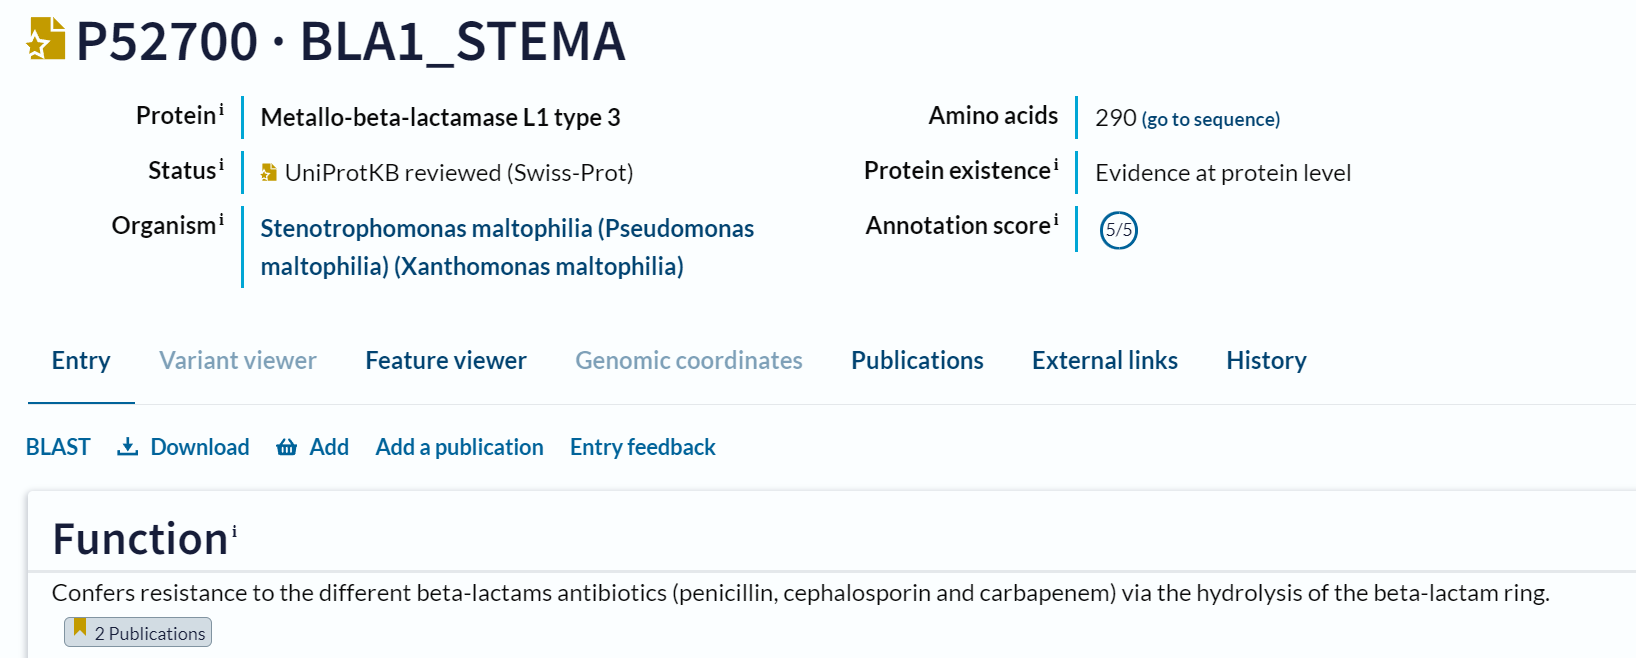 P52700 · BLA1_STEMA
Protein i Metallo-beta-lactamase L1 type 3
Status i UniProtKB reviewed (Swiss-Prot)
Organism i Stenotrophomonas maltophilia (Pseudomonas
maltophilia) (Xanthomonas maltophilia)
Amino acids 290 (go to sequence)
Protein existence i Evidence at protein level
Annotation score i 5/5
Entry Variant viewer Feature viewer Genomic coordinates Publications External links History
BLAST Download Add Add a publication Entry feedback
Function i
Confers resistance to the different beta-lactams antibiotics (penicillin, cephalosporin and carbapenem) via the hydrolysis of the beta-lactam ring.
2 Publications